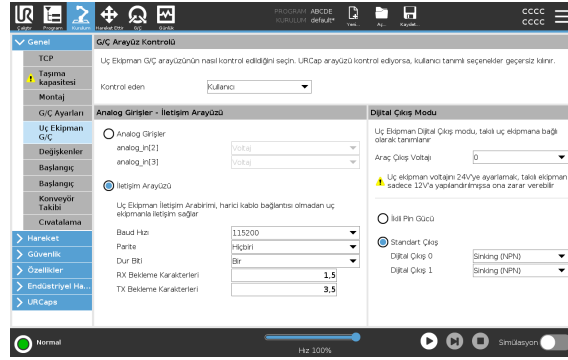 UR
Çalıştır
Program
Kurulum
Hareket Ettir
G/Ç
Günlük
PROGRAM ABCDE
KURULUM default*
Yeni...
Aç...
Kaydet...
CCCC
CCCC
Genel
TCP
Taşıma
kapasitesi
Montaj
G/Ç Ayarları
Uç Ekipman
G/Ç
Değişkenler
Başlangıç
Başlangıç
Konveyör
Takibi
Cıvatalama
Hareket
Güvenlik
Özellikler
Endüstriyel Ha...
URCaps
G/Ç Arayüz Kontrolü
Uç Ekipman G/Ç arayüzünün nasıl kontrol edildiğini seçin. URCap arayüzü kontrol ediyorsa, kullanıcı tanımlı seçenekler geçersiz kılınır.
Kontrol eden
Kullanıcı
Analog Girişler - İletişim Arayüzü
Analog Girişler
analog_in[2]
Voltaj
analog_in[3]
Voltaj
İletişim Arayüzü
Uç Ekipman İletişim Arabirimi, harici kablo bağlantısı olmadan uç
ekipmanla iletişim sağlar
Baud Hızı
115200
Parite
Hiçbiri
Dur Biti
Bir
RX Bekleme Karakterleri
1,5
TX Bekleme Karakterleri
3,5
Dijital Çıkış Modu
Uç Ekipman Dijital Çıkış modu, takılı uç ekipmana bağlı
olarak tanımlanır
Araç Çıkış Voltajı
0
Uç ekipman voltajını 24V'ye ayarlamak, takılı ekipman
sadece 12V'a yapılandırılmışsa ona zarar verebilir
İkili Pin Gücü
Standart Çıkış
Dijital Çıkış 0
Sinking (NPN)
Dijital Çıkış 1
Sinking (NPN)
Normal
Hız 100%
Simülasyon